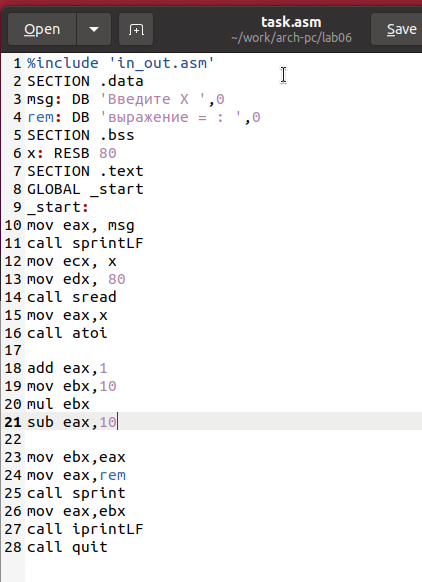 Open
task.asm
~/work/arch-pc/lab06
Save
1 %include 'in_out.asm'
2 SECTION .data
3 msg: DB 'Введите X ',0
4 rem: DB 'выражение = : ',0
5 SECTION .bss
6 x: RESB 80
7 SECTION .text
8 GLOBAL _start
9 _start:
10 mov eax, msg
11 call sprintLF
12 mov ecx, x
13 mov edx, 80
14 call sread
15 mov eax,x
16 call atoi
17
18 add eax,1
19 mov ebx,10
20 mul ebx
21 sub eax,10
22
23 mov ebx,eax
24 mov eax,rem
25 call sprint
26 mov eax,ebx
27 call iprintLF
28 call quit